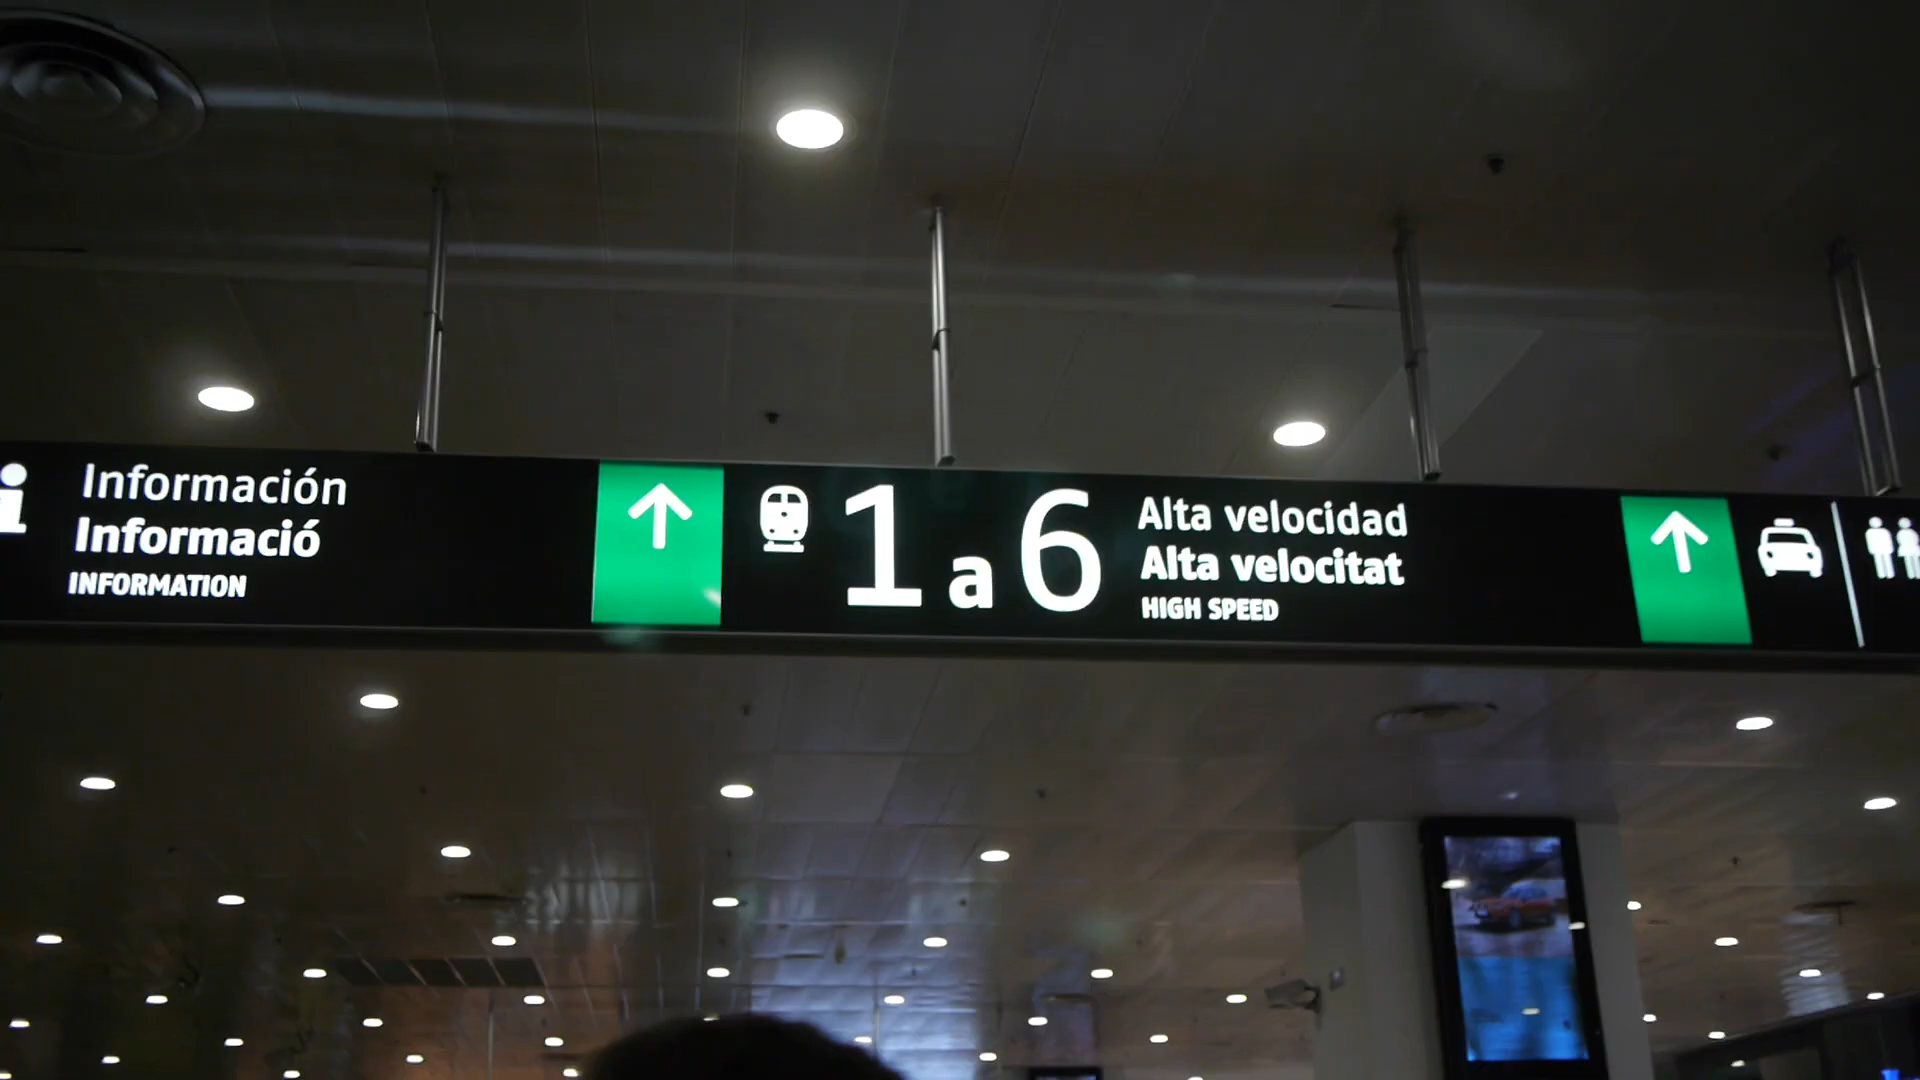 Información
Informació
INFORMATION
1 a 6
Alta velocidad
Alta velocitat
HIGH SPEED